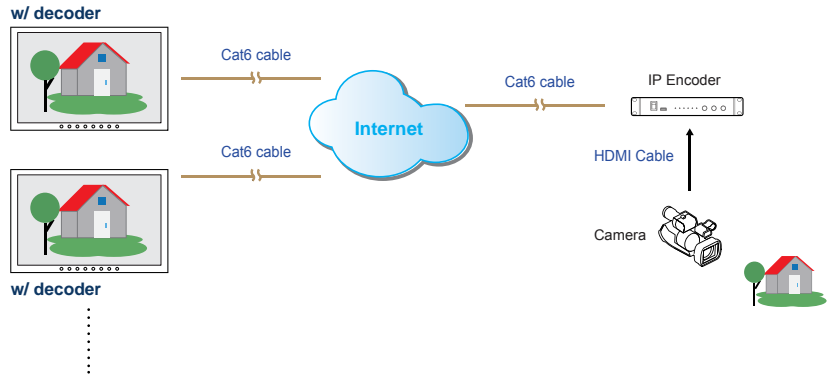 w/ decoder
Cat6 cable
Cat6 cable
IP Encoder
Internet
Cat6 cable
HDMI Cable
Camera
w/ decoder